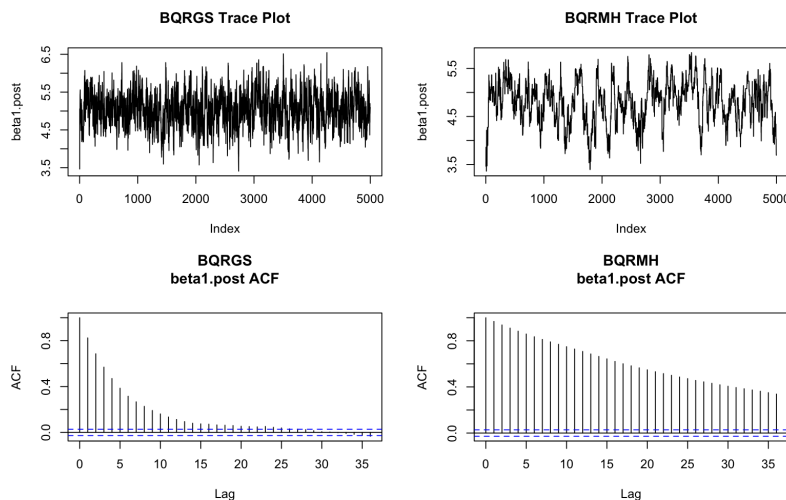 BQRGS Trace Plot
beta1.post
6.5
5.5
4.5
3.5
0 1000 2000 3000 4000 5000
Index
BQRMH Trace Plot
beta1.post
5.5
4.5
3.5
0 1000 2000 3000 4000 5000
Index
BQRGS
beta1.post ACF
ACF
0.8
0.4
0.0
0 5 10 15 20 25 30 35
Lag
BQRMH
beta1.post ACF
ACF
0.8
0.4
0.0
0 5 10 15 20 25 30 35
Lag